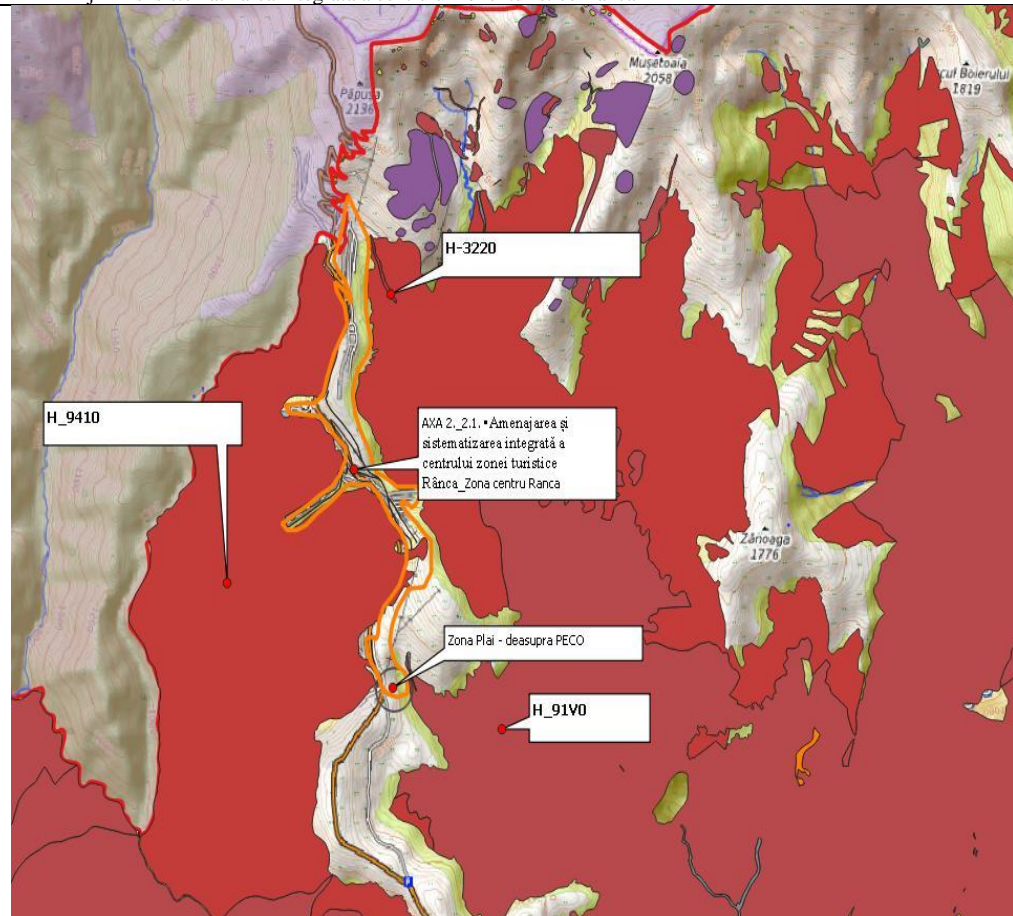 Mușetoaia
2058
Păpușa
2136
cul Boierului
1819
H-3220
H_9410
AXA 2._2.1. •Amenajarea și
sistematizarea integrată a
centrului zonei turistice
Rânca_Zona centru Ranca
Zănoaga
1776
Zona Plai - deasupra PECO
H_91V0